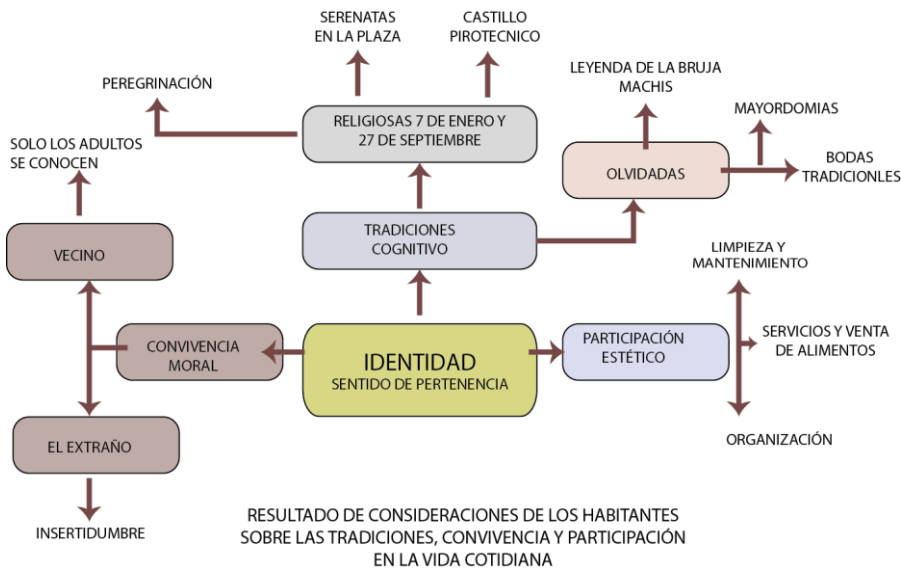 SERENATAS
EN LA PLAZA
CASTILLO
PIROTECNICO
LEYENDA DE LA BRUJA
MACHIS
PEREGRINACIÓN
MAYORDOMIAS
RELIGIOSAS 7 DE ENERO Y
27 DE SEPTIEMBRE
SOLO LOS ADULTOS
SE CONOCEN
OLVIDADAS
BODAS
TRADICIONLES
TRADICIONES
COGNITIVO
VECINO
LIMPIEZA Y
MANTENIMIENTO
CONVIVENCIA
MORAL
IDENTIDAD
SENTIDO DE PERTENENCIA
PARTICIPACIÓN
ESTÉTICO
SERVICIOS Y VENTA
DE ALIMENTOS
EL EXTRAÑO
ORGANIZACIÓN
INSERTIDUMBRE
RESULTADO DE CONSIDERACIONES DE LOS HABITANTES
SOBRE LAS TRADICIONES, CONVIVENCIA Y PARTICIPACIÓN
EN LA VIDA COTIDIANA